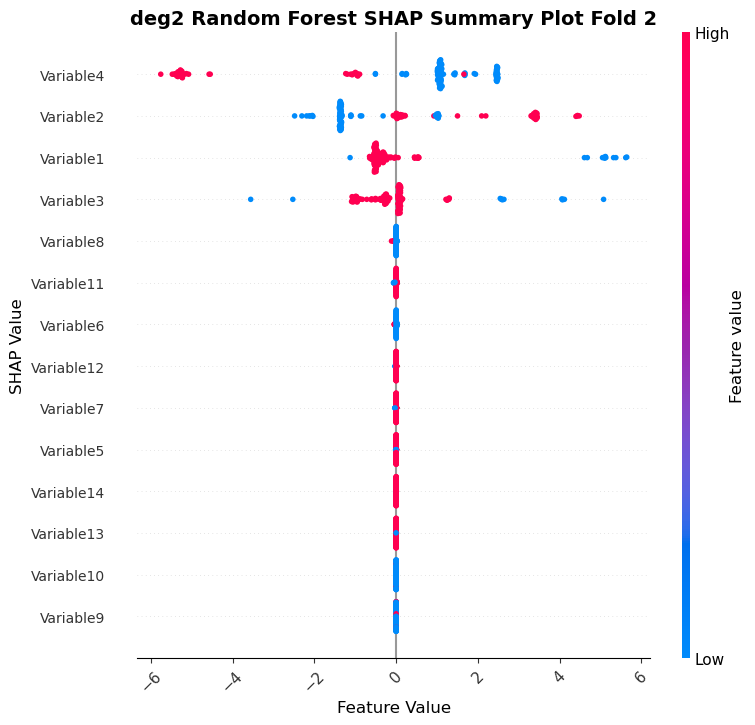 deg2 Random Forest SHAP Summary Plot Fold 2
High
Variable4
Variable2
Variable1
Variable3
Variable8
Variable11
Variable6
Variable12
Variable7
Variable5
Variable14
Variable13
Variable10
Variable9
SHAP Value
Feature value
Low
−6
−4
−2
0
2
4
6
Feature Value